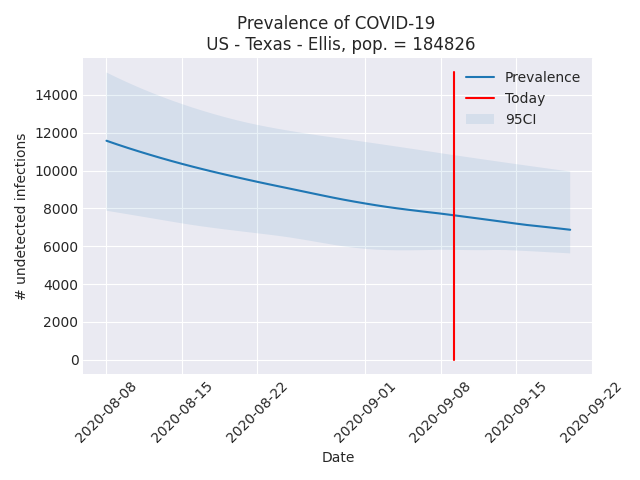 Prevalence of COVID-19
US - Texas - Ellis, pop. = 184826
Prevalence
Today
95CI
14000
12000
10000
8000
6000
4000
2000
0
# undetected infections
2020-08-08
2020-08-15
2020-08-22
2020-09-01
2020-09-08
2020-09-15
2020-09-22
Date